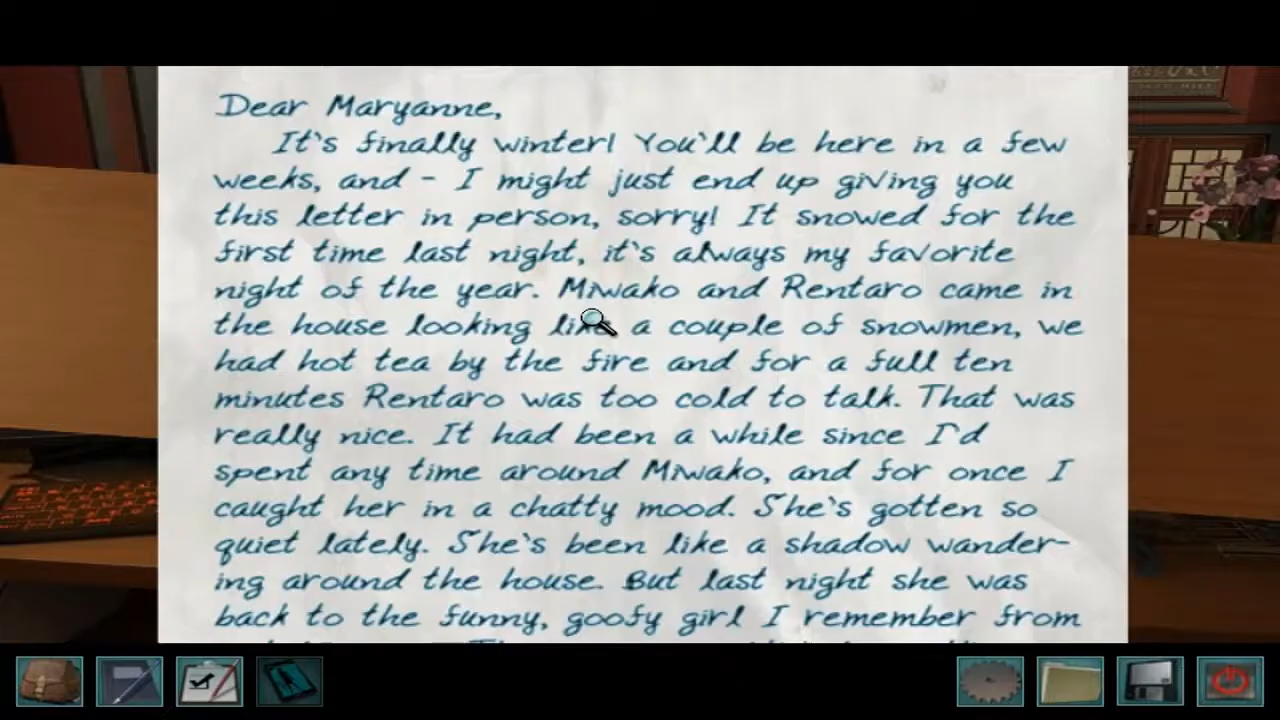 Dear Maryanne,
It's finally winter! You'll be here in a few
weeks, and - I might just end up giving you
this letter in person, sorry! It snowed for the
first time last night, it's always my favorite
night of the year. Miwako and Rentaro came in
the house looking like a couple of snowmen, we
had hot tea by the fire and for a full ten
minutes Rentaro was too cold to talk. That was
really nice. It had been a while since I'd
spent any time around Miwako, and for once I
caught her in a chatty mood. She's gotten so
quiet lately. She's been like a shadow wander-
ing around the house. But last night she was
back to the funny, goofy girl I remember from